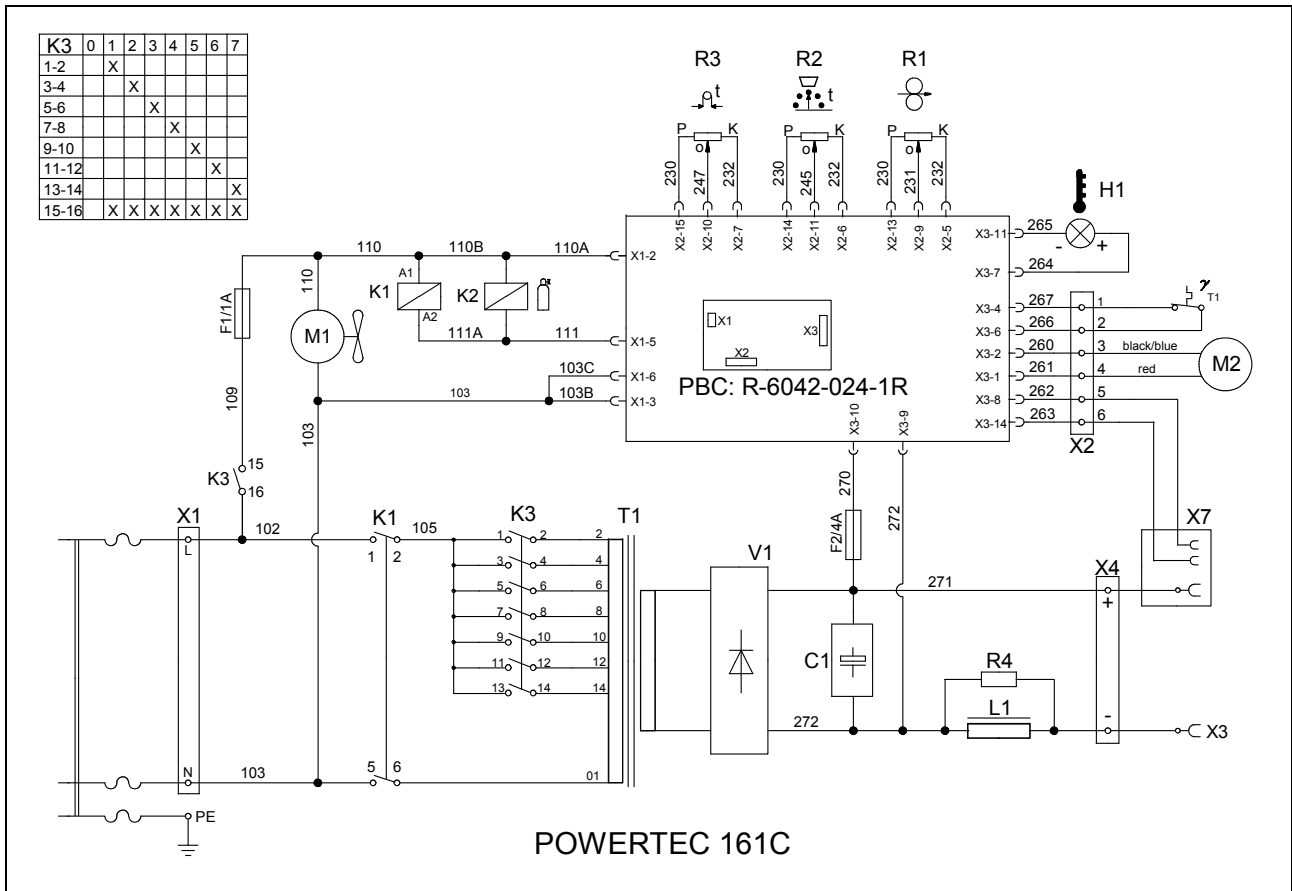 K3 0 1 2 3 4 5 6 7
1-2 X
3-4 X
5-6 X
7-8 X
9-10 X
11-12 X
13-14 X
15-16 X X X X X X X
R3 R2 R1
t t
P K P K P K
o o o
230 247 232 230 245 232 230 231 232
X2-15 X2-10 X2-7 X2-14 X2-11 X2-6 X2-13 X2-9 X2-5
H1
265 X3-11
- +
264 X3-7
110 110B 110A X1-2
110
F1/1A
M1
K1 A1 A2
K2
111A 111 X1-5
103C X1-6
103 103B X1-3
109
103
X1 X3
X2
PBC: R-6042-024-1R
X3-4 267 1 γ T1
X3-6 266 2
X3-2 260 3 black/blue
X3-1 261 4 red
M2
X3-8 262 5
X3-14 263 6
X2
X3-10 X3-9
270 272
F2/4A
K3 15
16
X1 102 K1 105 K3 T1
L 1 2
1 2 2
3 4 4
5 6 6
7 8 8
9 10 10
11 12 12
13 14 14
V1
271
X4
X7
+
C1
R4
L1
272
-
X3
N 103 5 6 01
PE
POWERTEC 161C